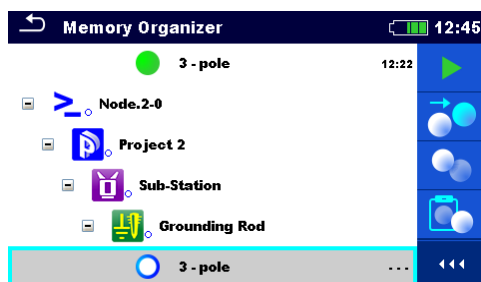 Memory Organizer 12:45
3 - pole 12:22
Node.2-0
Project 2
Sub-Station
Grounding Rod
3 - pole ---